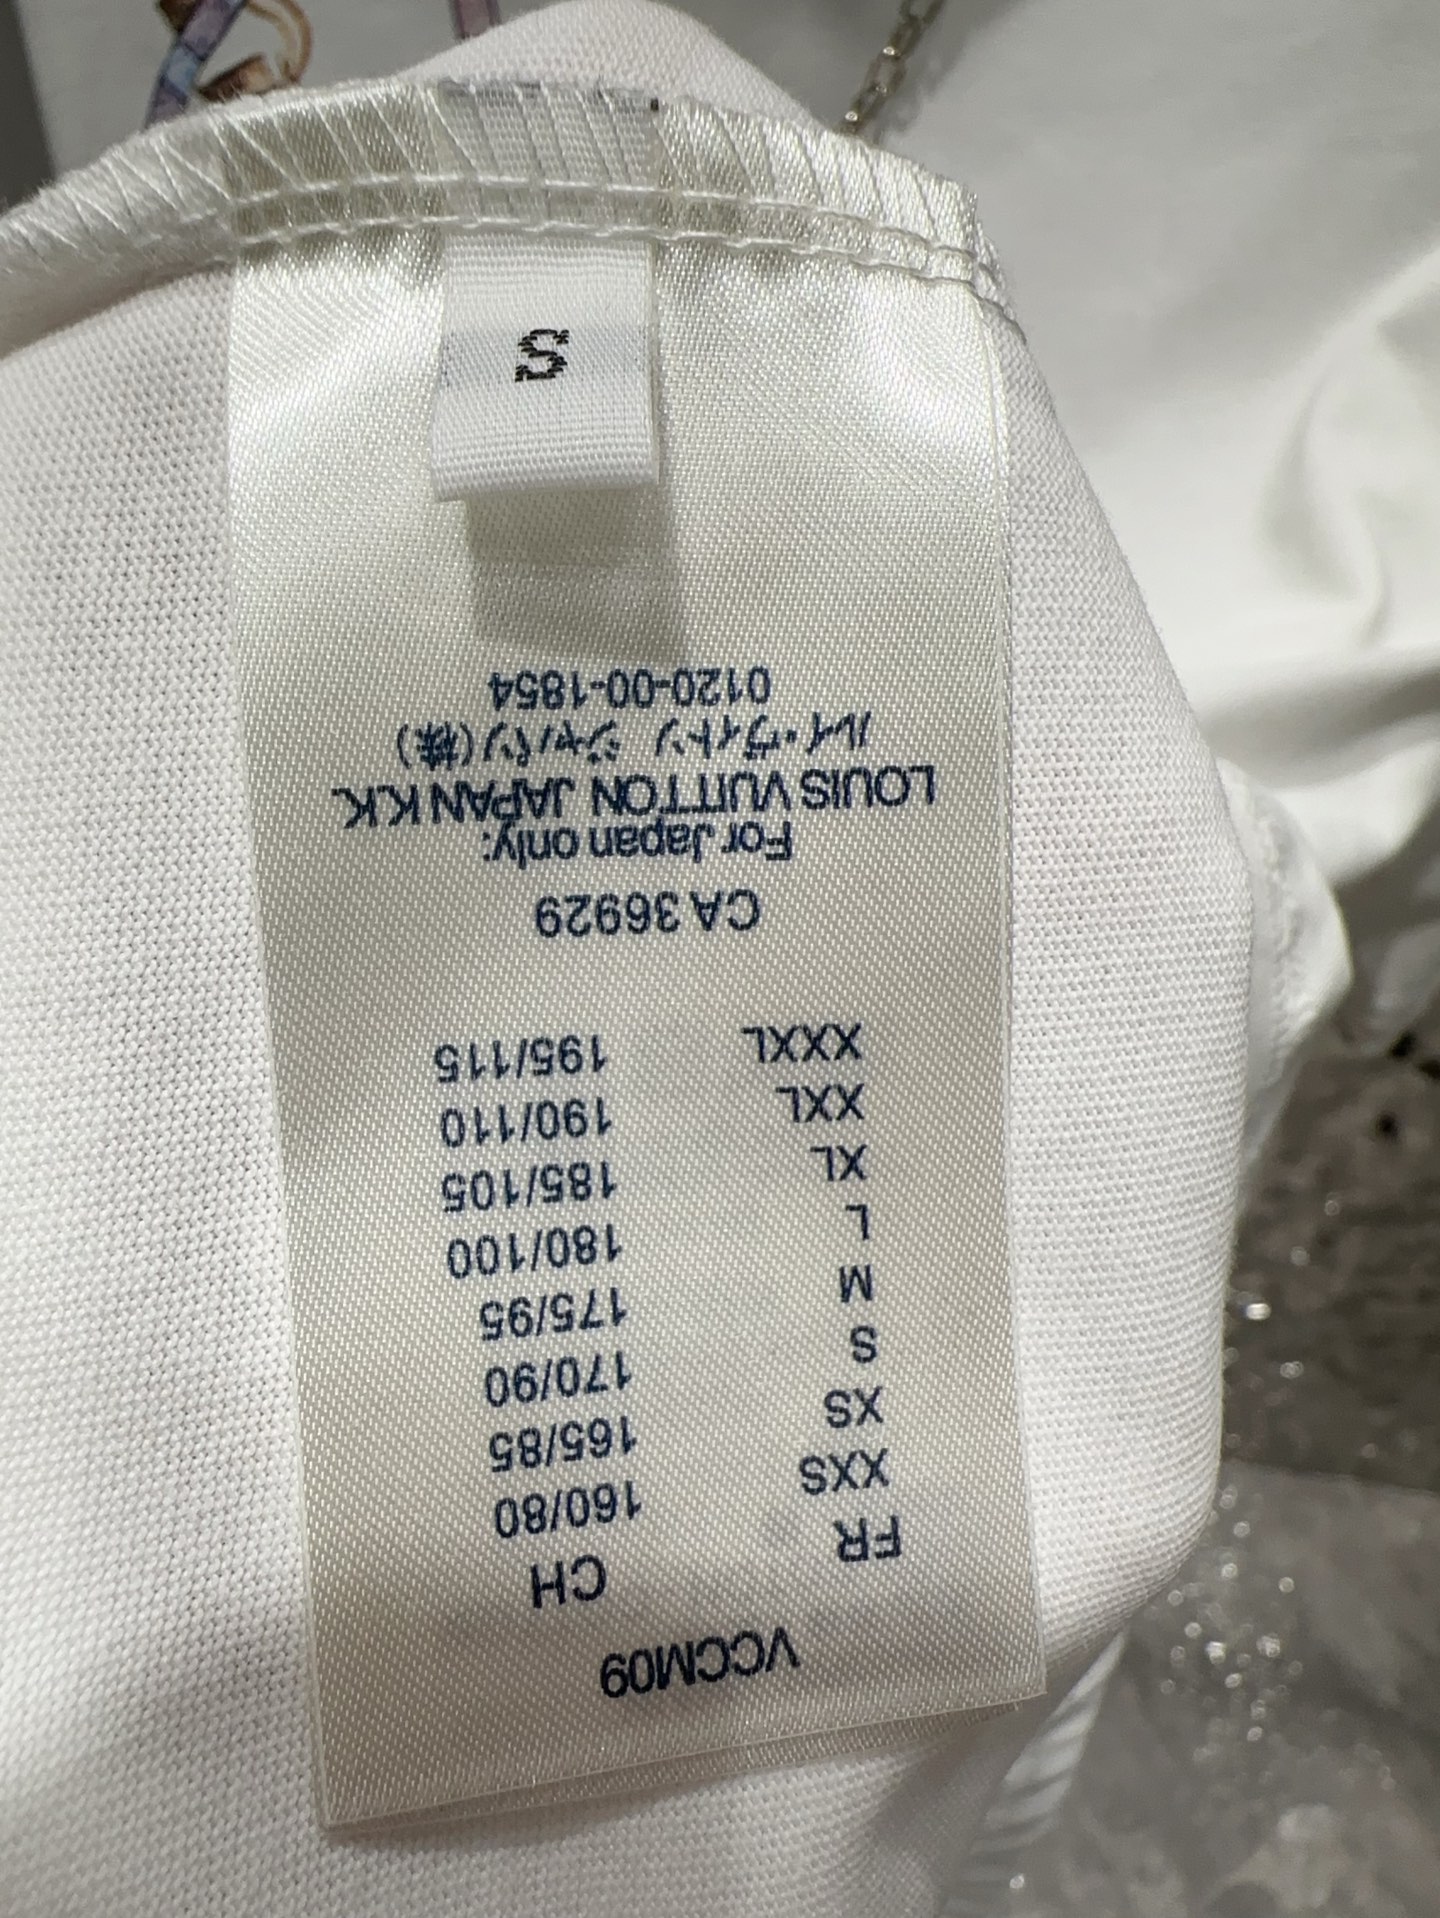 VCCM09
FR CH
XXS 160/80
XS 165/85
S 170/90
M 175/95
L 180/100
XL 185/105
XXL 190/110
XXXL 195/115
CA 36929
For Japan only:
LOUIS VUITTON JAPAN K.K.
ルイ・ヴィトン ジャパン(株)
0120-00-1854
S